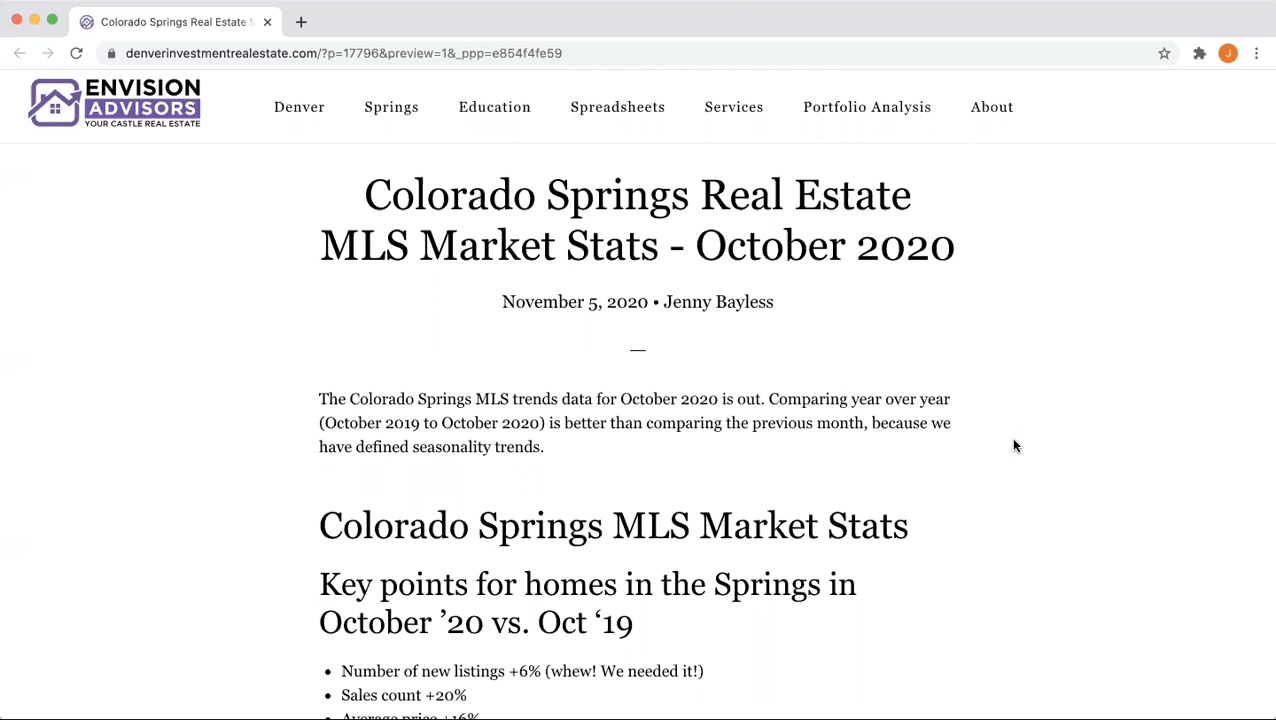 Colorado Springs Real Estate
denverinvestmentrealestate.com/?p=17796&preview=1&_ppp=e854f4fe59
J
ENVISION
ADVISORS
YOUR CASTLE REAL ESTATE
Denver Springs Education Spreadsheets Services Portfolio Analysis About
Colorado Springs Real Estate
MLS Market Stats - October 2020
November 5, 2020 • Jenny Bayless
—
The Colorado Springs MLS trends data for October 2020 is out. Comparing year over year
(October 2019 to October 2020) is better than comparing the previous month, because we
have defined seasonality trends.
Colorado Springs MLS Market Stats
Key points for homes in the Springs in
October ’20 vs. Oct ‘19
• Number of new listings +6% (whew! We needed it!)
• Sales count +20%
Average price +16%